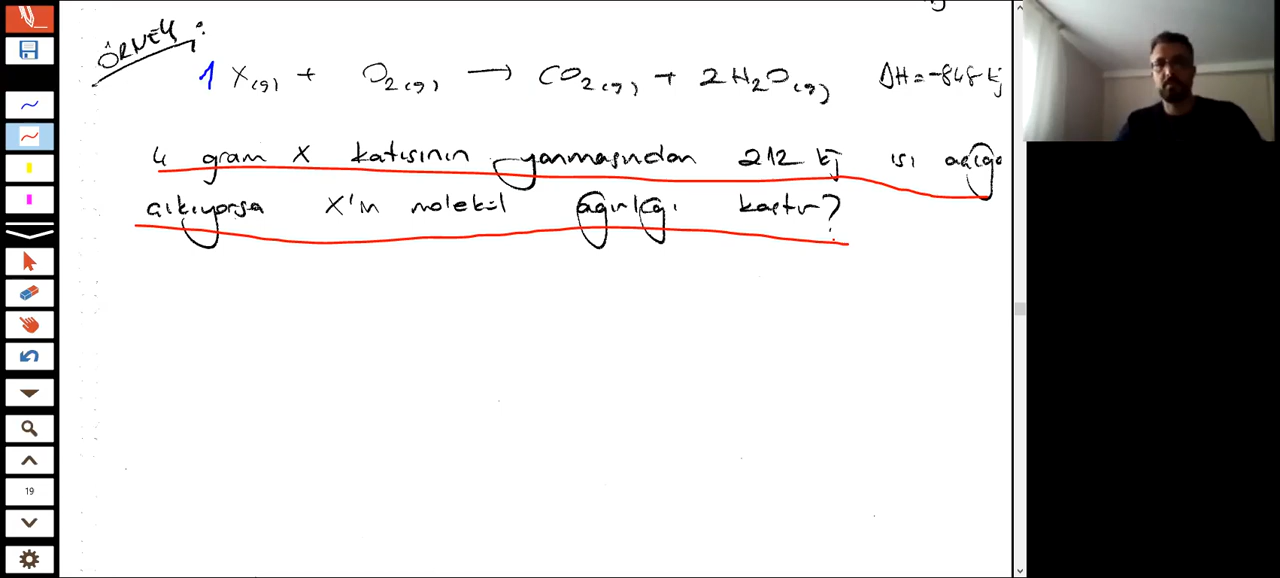 ÖRNEK:
1 X(g) + O2(g) → CO2(g) + 2H2O(g) ΔH=-848 kj
4 gram X katısının yanmasından 212 kj ısı açığa
çıkıyorsa X'in molekül ağırlığı kaçtır?
19